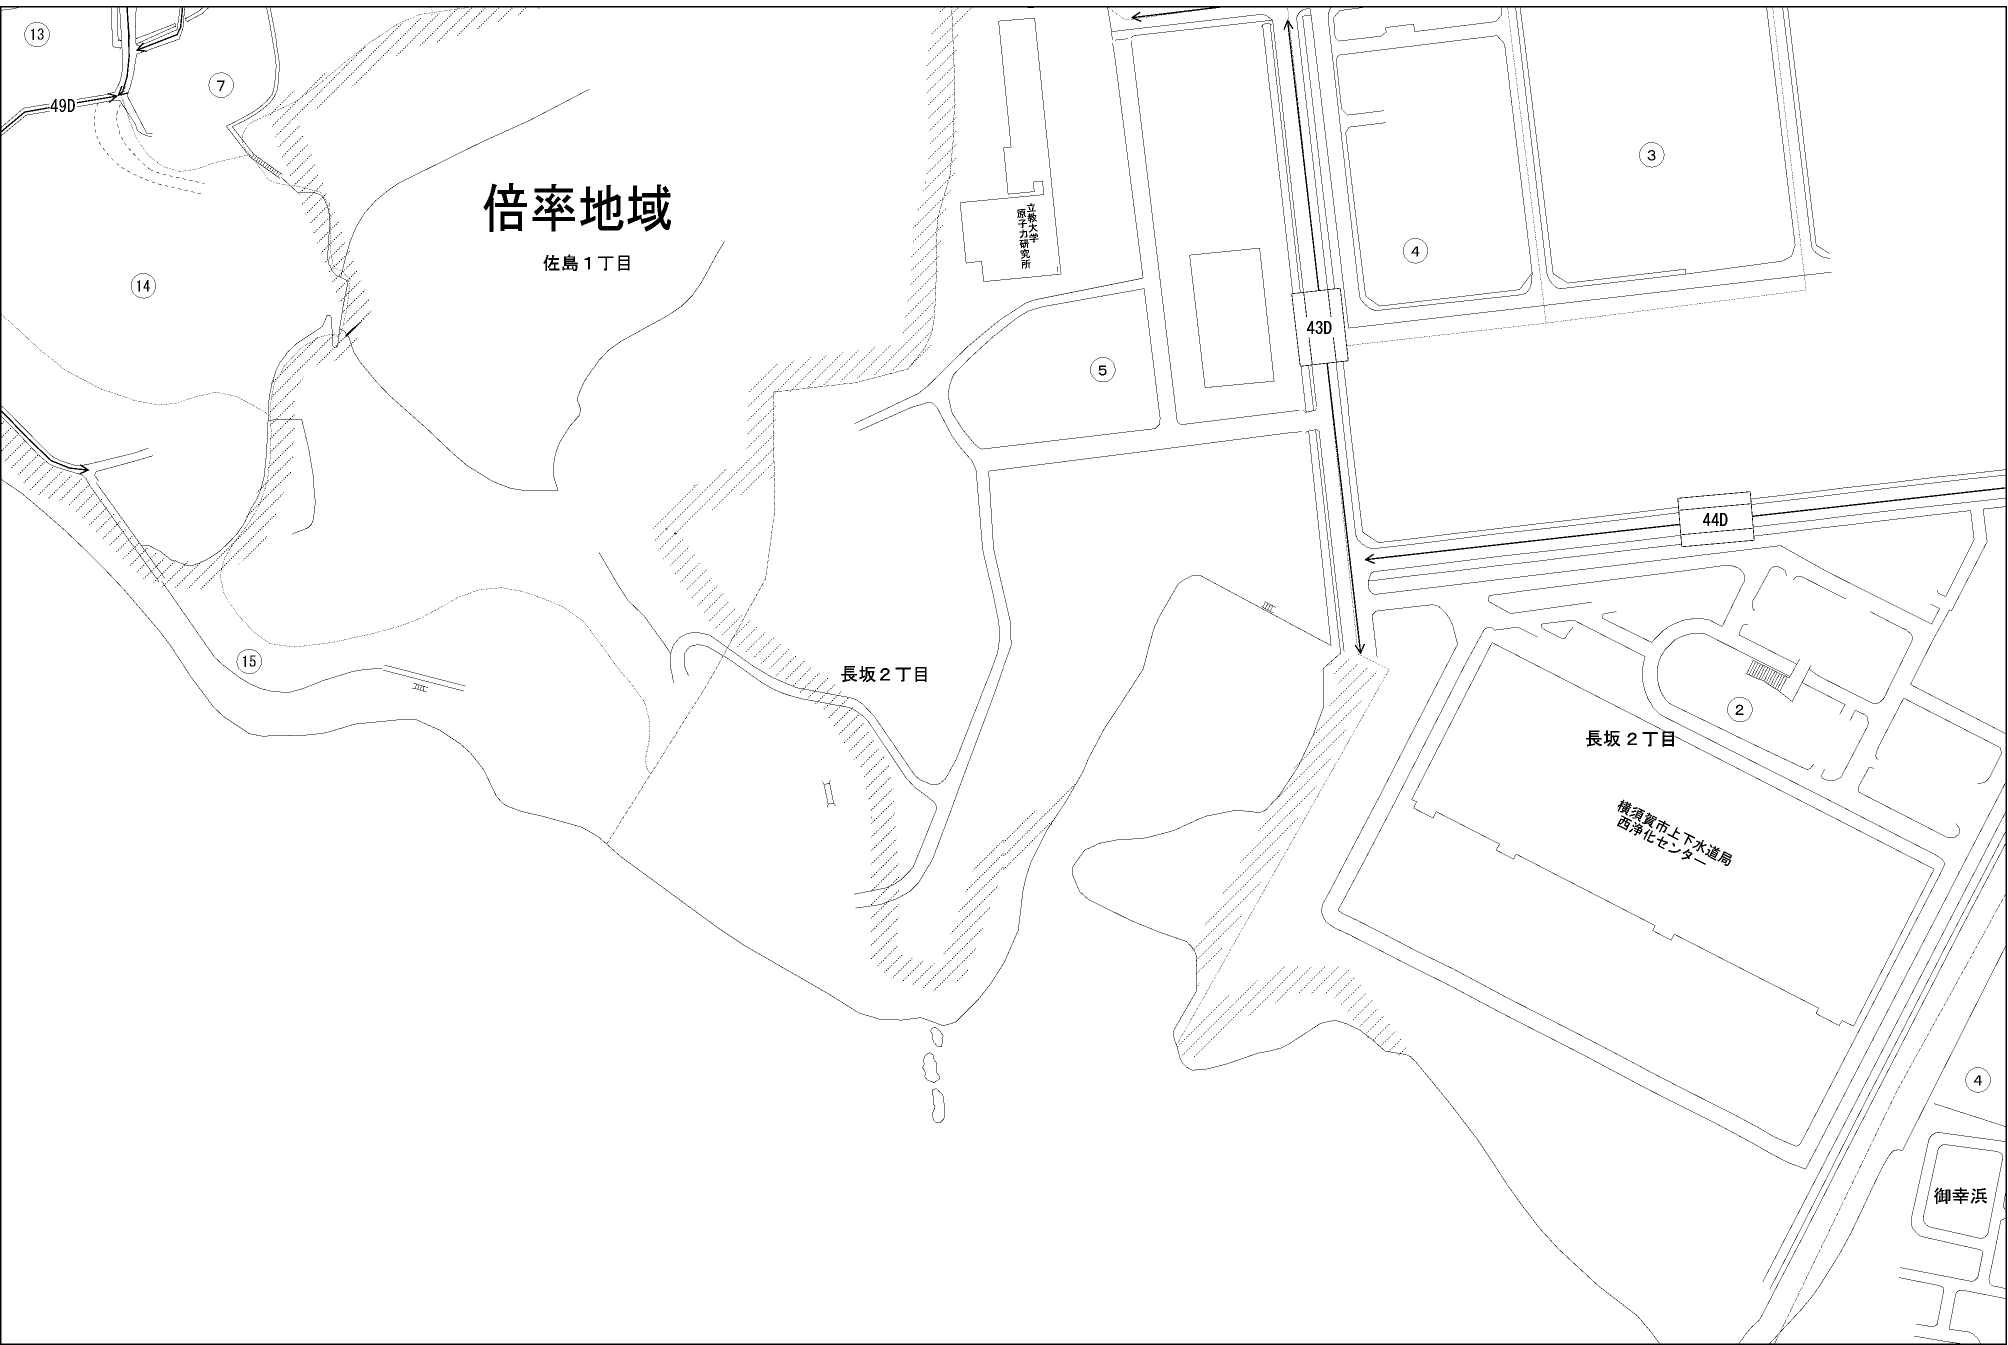 13
7
49D
3
倍率地域
立教大学
原子力研究所
4
佐島1丁目
14
43D
5
44D
15
長坂2丁目
2
長坂2丁目
横須賀市上下水道局
西浄化センター
4
御幸浜